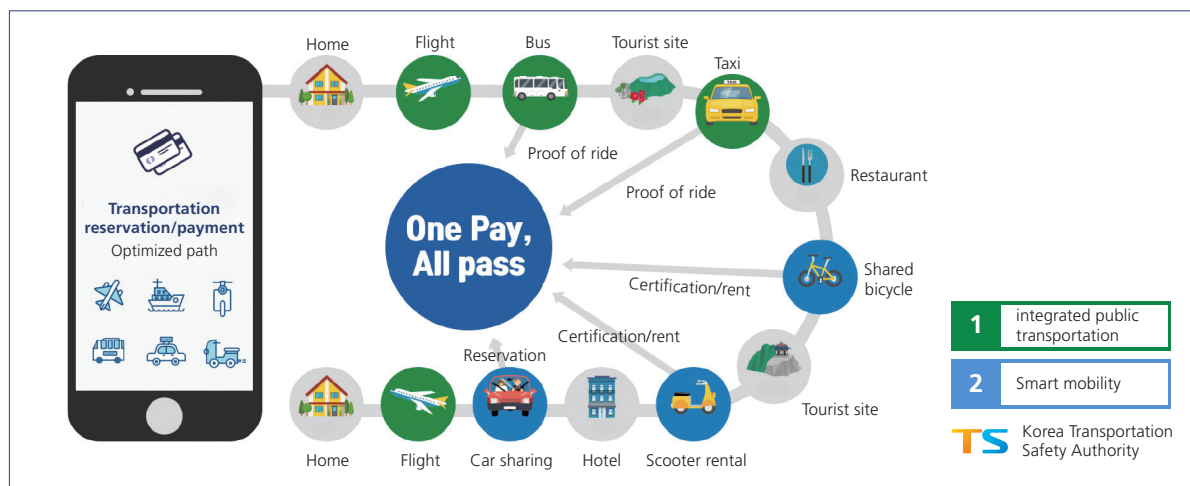 Home
Flight
Bus
Tourist site
Taxi
TAXI
Proof of ride
Proof of ride
Restaurant
Transportation
reservation/payment
Optimized path
One Pay,
All pass
Shared
bicycle
Certification/rent
Certification/rent
Reservation
Tourist site
Home
Flight
Car sharing
Hotel
Scooter rental
1
integrated public
transportation
2
Smart mobility
TS
Korea Transportation
Safety Authority